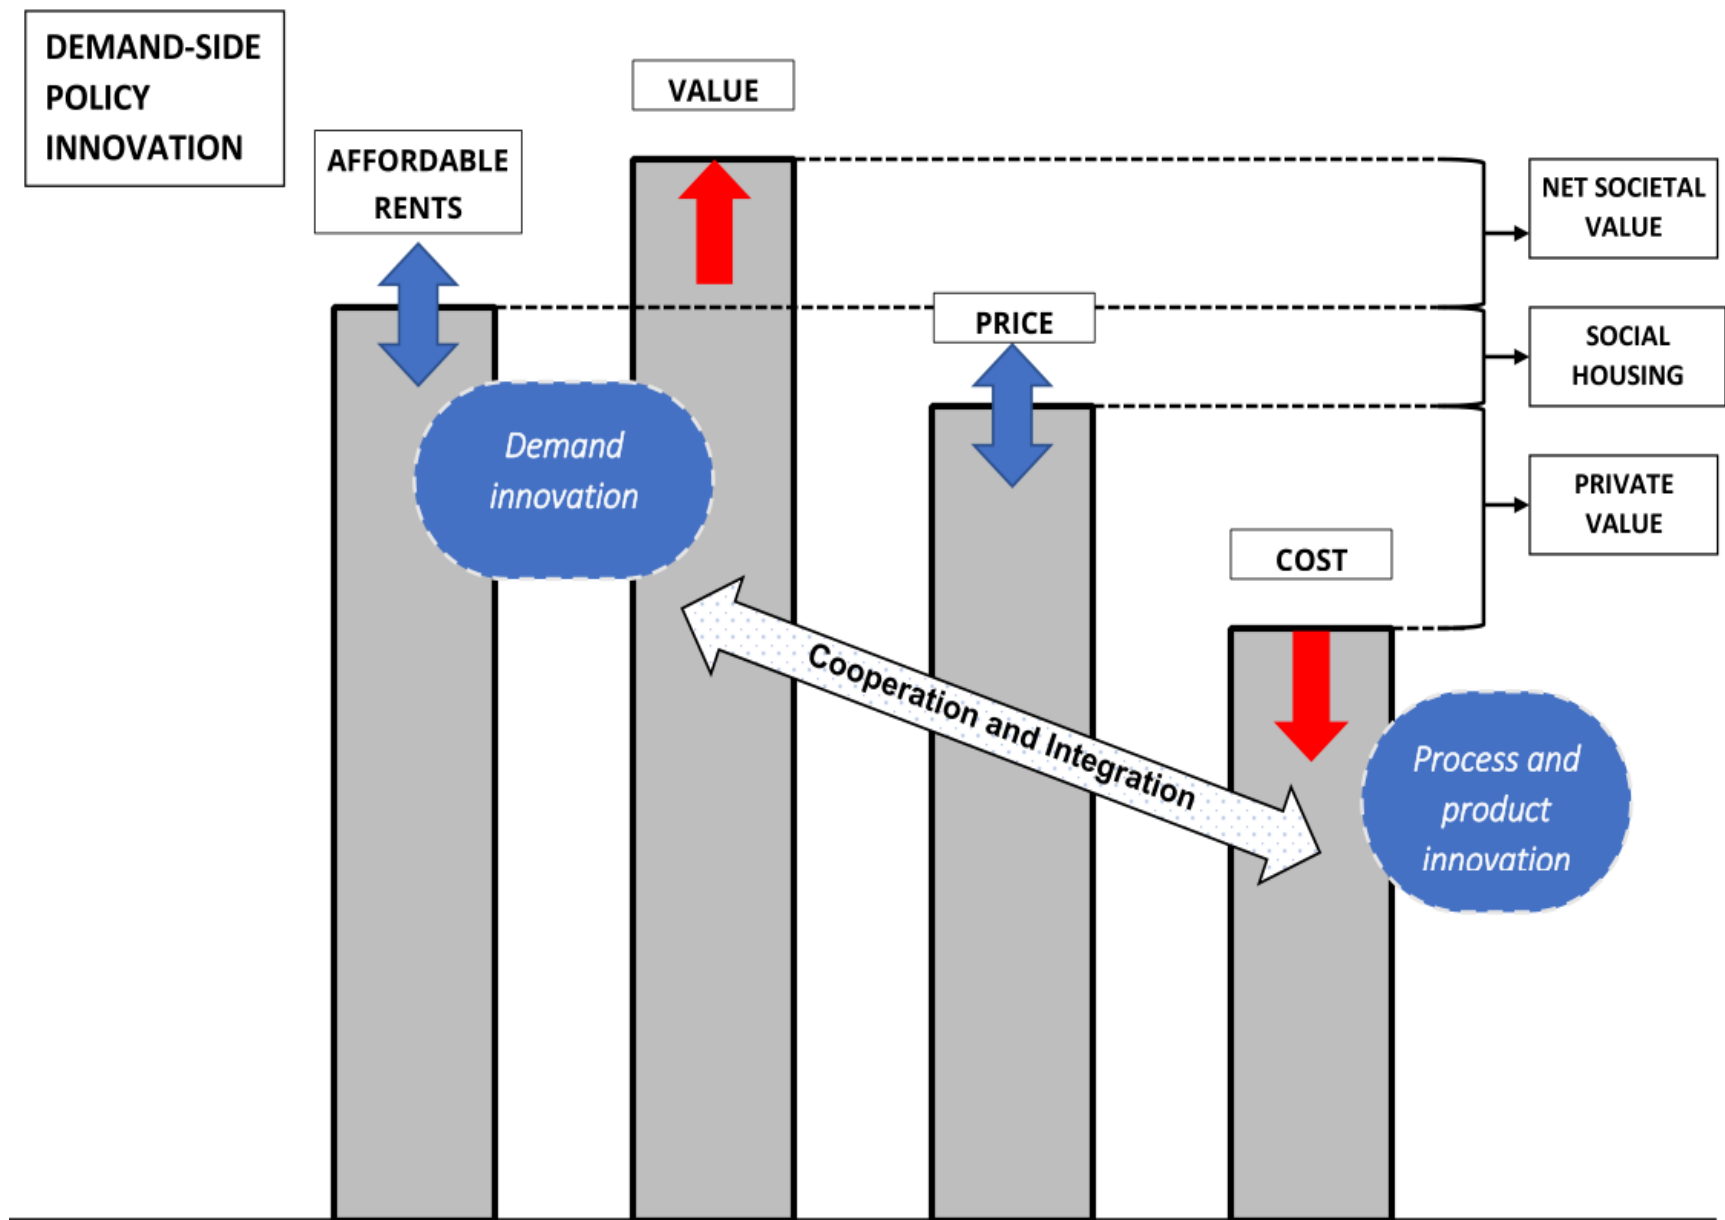 DEMAND-SIDE
POLICY
INNOVATION
AFFORDABLE
RENTS
VALUE
PRICE
COST
NET SOCIETAL
VALUE
SOCIAL
HOUSING
PRIVATE
VALUE
Demand
innovation
Cooperation and Integration
Process and
product
innovation